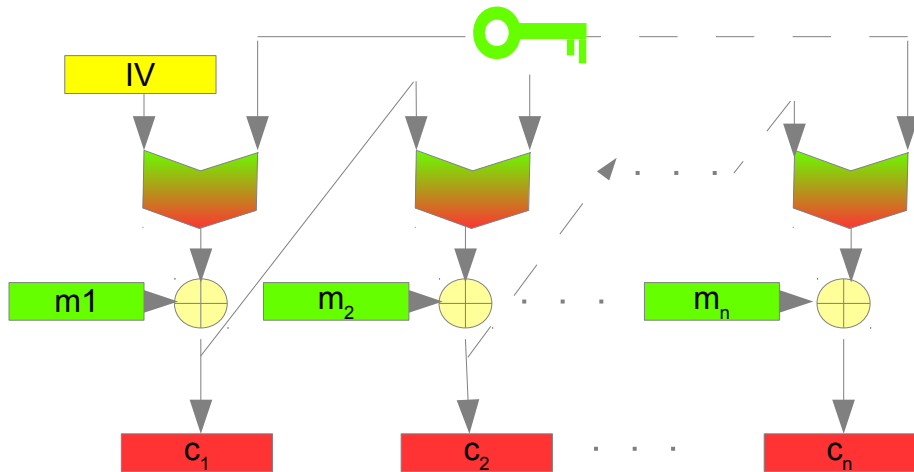 IV
. . . .
m1
m₂
. . .
mₙ
c₁
c₂
. . .
cₙ